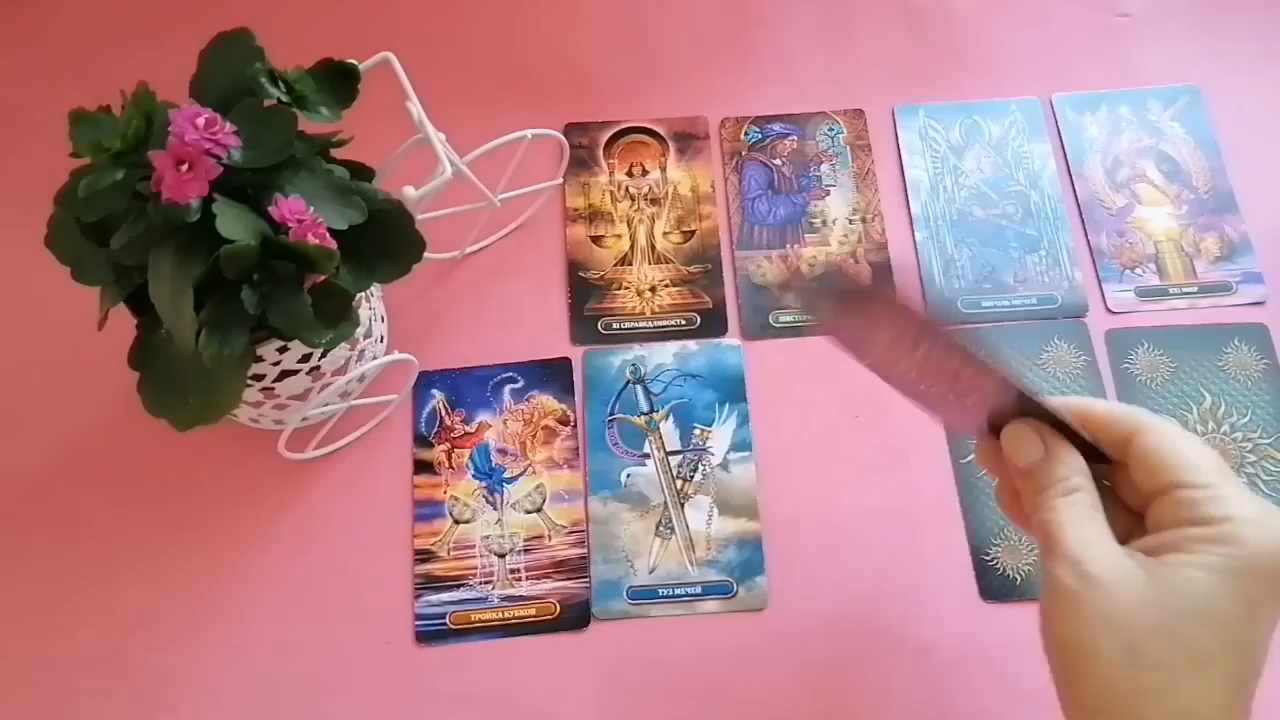 XI СПРАВЕДЛИВОСТЬ
КОРОЛЬ МЕЧЕЙ
XXI МИР
ТРОЙКА КУБКОВ
ТУЗ МЕЧЕЙ